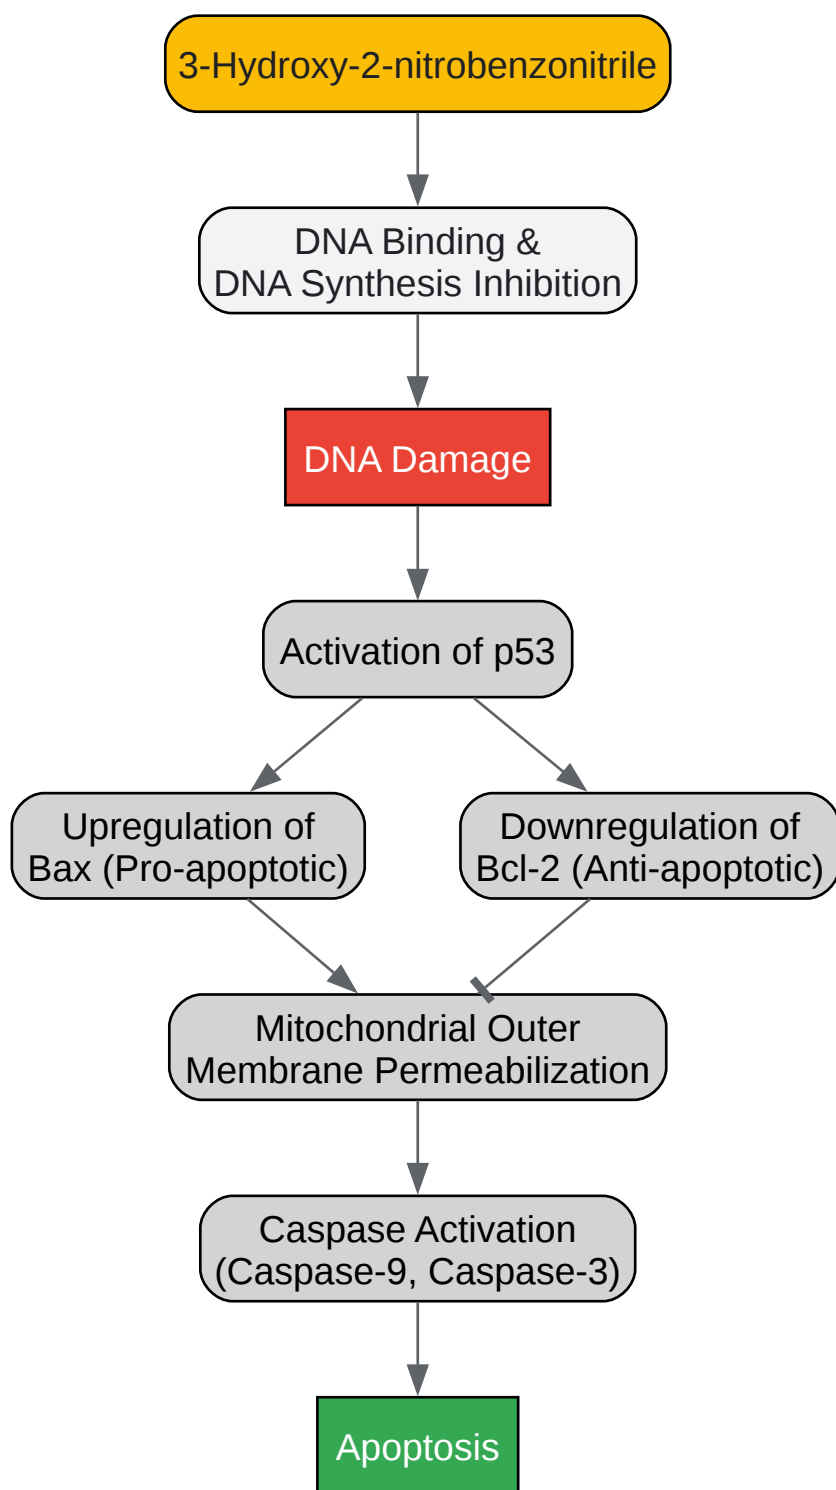 3-Hydroxy-2-nitrobenzonitrile
DNA Binding &
DNA Synthesis Inhibition
DNA Damage
Activation of p53
Upregulation of
Bax (Pro-apoptotic)
Downregulation of
Bcl-2 (Anti-apoptotic)
Mitochondrial Outer
Membrane Permeabilization
Caspase Activation
(Caspase-9, Caspase-3)
Apoptosis